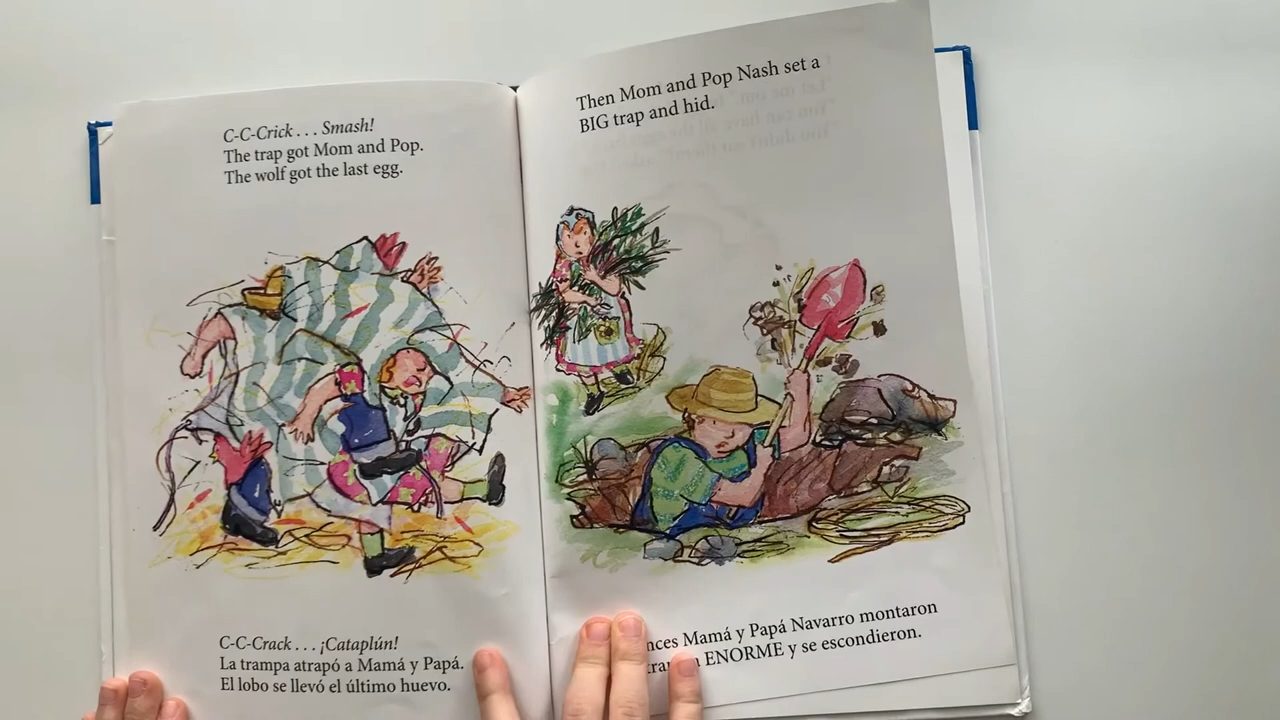 C-C-Crick . . . Smash!
The trap got Mom and Pop.
The wolf got the last egg.
C-C-Crack . . . ¡Cataplún!
La trampa atrapó a Mamá y Papá.
El lobo se llevó el último huevo.
Then Mom and Pop Nash set a
BIG trap and hid.
Mamá y Papá Navarro montaron
ENORME y se escondieron.